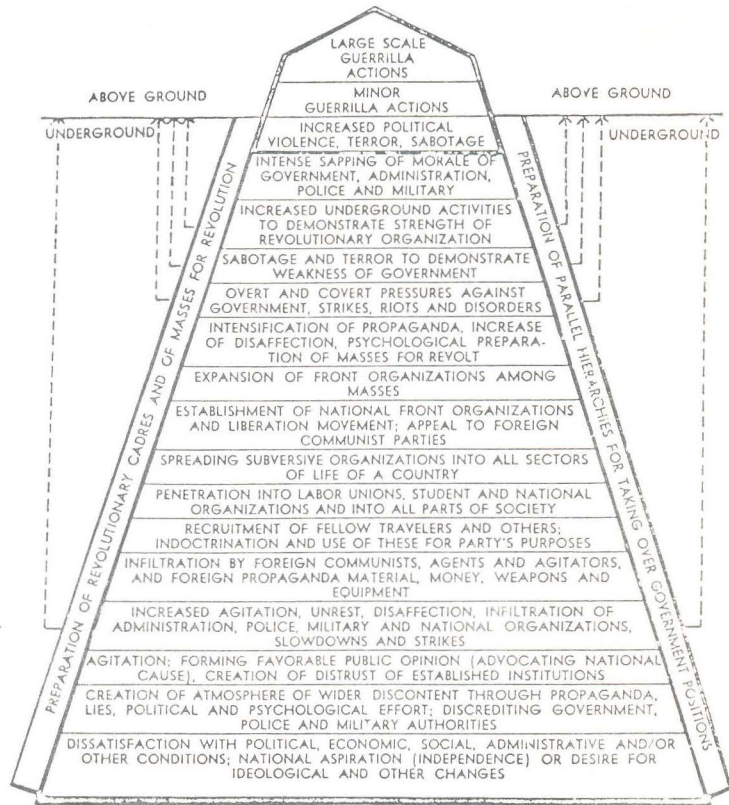 LARGE SCALE
GUERRILLA
ACTIONS
ABOVE GROUND
MINOR
GUERRILLA ACTIONS
ABOVE GROUND
UNDERGROUND
INCREASED POLITICAL
VIOLENCE, TERROR, SABOTAGE
UNDERGROUND
INTENSE SAPPING OF MORALE OF
GOVERNMENT, ADMINISTRATION,
POLICE AND MILITARY
INCREASED UNDERGROUND ACTIVITIES
TO DEMONSTRATE STRENGTH OF
REVOLUTIONARY ORGANIZATION
SABOTAGE AND TERROR TO DEMONSTRATE
WEAKNESS OF GOVERNMENT
OVERT AND COVERT PRESSURES AGAINST
GOVERNMENT, STRIKES, RIOTS AND DISORDERS
INTENSIFICATION OF PROPAGANDA, INCREASE
OF DISAFFECTION, PSYCHOLOGICAL PREPARA-
TION OF MASSES FOR REVOLT
EXPANSION OF FRONT ORGANIZATIONS AMONG
MASSES
ESTABLISHMENT OF NATIONAL FRONT ORGANIZATIONS
AND LIBERATION MOVEMENT; APPEAL TO FOREIGN
COMMUNIST PARTIES
SPREADING SUBVERSIVE ORGANIZATIONS INTO ALL SECTORS
OF LIFE OF A COUNTRY
PENETRATION INTO LABOR UNIONS, STUDENT AND NATIONAL
ORGANIZATIONS AND INTO ALL PARTS OF SOCIETY
RECRUITMENT OF FELLOW TRAVELERS AND OTHERS;
INDOCTRINATION AND USE OF THESE FOR PARTY'S PURPOSES
INFILTRATION BY FOREIGN COMMUNISTS, AGENTS AND AGITATORS,
AND FOREIGN PROPAGANDA MATERIAL, MONEY, WEAPONS AND
EQUIPMENT
INCREASED AGITATION, UNREST, DISAFFECTION, INFILTRATION OF
ADMINISTRATION, POLICE, MILITARY AND NATIONAL ORGANIZATIONS,
SLOWDOWNS AND STRIKES
AGITATION; FORMING FAVORABLE PUBLIC OPINION (ADVOCATING NATIONAL
CAUSE), CREATION OF DISTRUST OF ESTABLISHED INSTITUTIONS
CREATION OF ATMOSPHERE OF WIDER DISCONTENT THROUGH PROPAGANDA,
LIES, POLITICAL AND PSYCHOLOGICAL EFFORT; DISCREDITING GOVERNMENT,
POLICE AND MILITARY AUTHORITIES
DISSATISFACTION WITH POLITICAL, ECONOMIC, SOCIAL, ADMINISTRATIVE AND/OR
OTHER CONDITIONS; NATIONAL ASPIRATION (INDEPENDENCE) OR DESIRE FOR
IDEOLOGICAL AND OTHER CHANGES
PREPARATION OF REVOLUTIONARY CADRES AND OF MASSES FOR REVOLUTION
PREPARATION OF PARALLEL HIERARCHIES FOR TAKING OVER GOVERNMENT POSITIONS